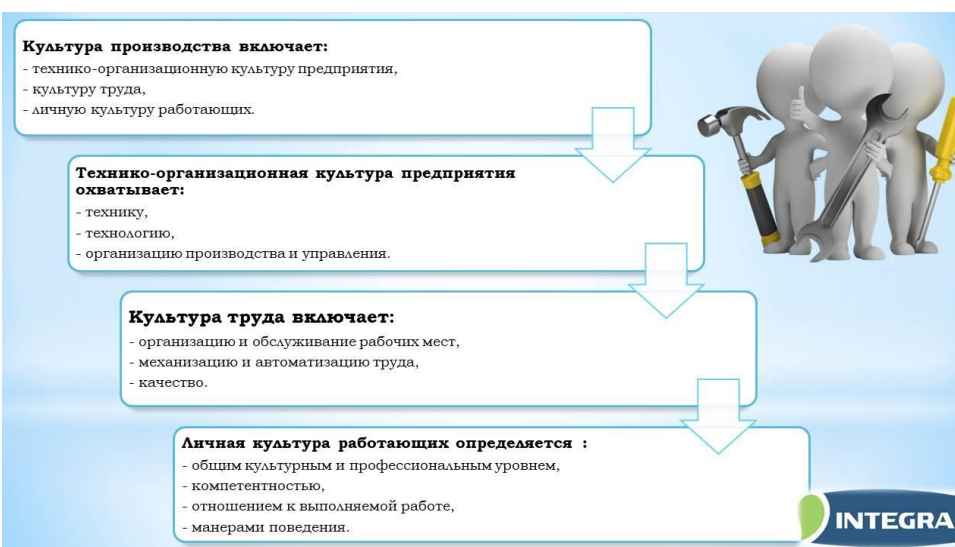 Культура производства включает:
- технико-организационную культуру предприятия,
- культуру труда,
- личную культуру работающих.
Технико-организационная культура предприятия
охватывает:
- технику,
- технологию,
- организацию производства и управления.
Культура труда включает:
- организацию и обслуживание рабочих мест,
- механизацию и автоматизацию труда,
- качество.
Личная культура работающих определяется :
- общим культурным и профессиональным уровнем,
- компетентностью,
- отношением к выполняемой работе,
- манерами поведения.
INTEGRA